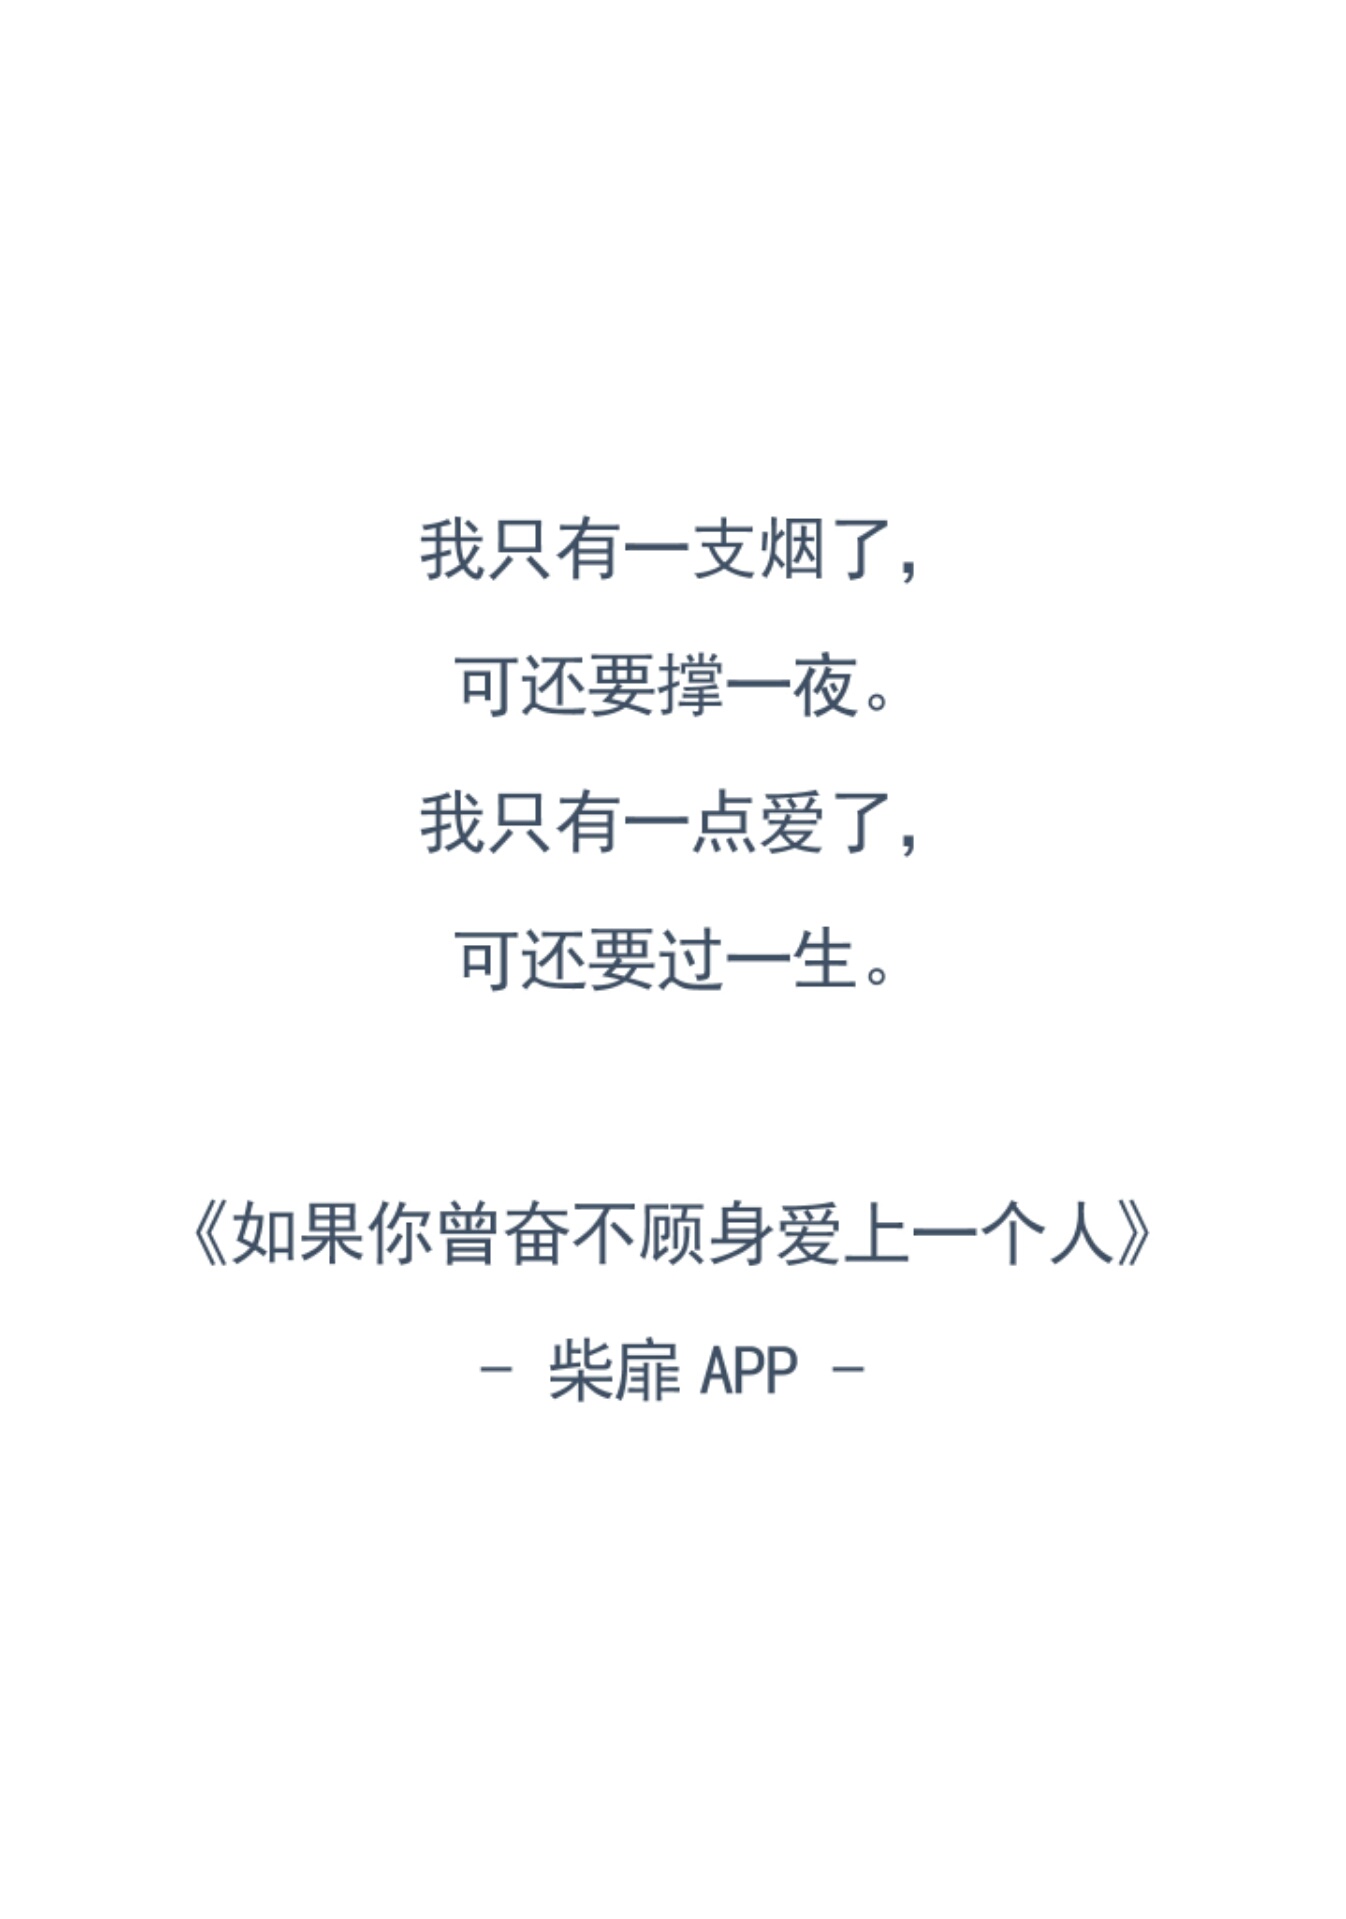 我只有一支烟了，
可还要撑一夜。
我只有一点爱了，
可还要过一生。
《如果你曾奋不顾身爱上一个人》
- 柴扉 APP -